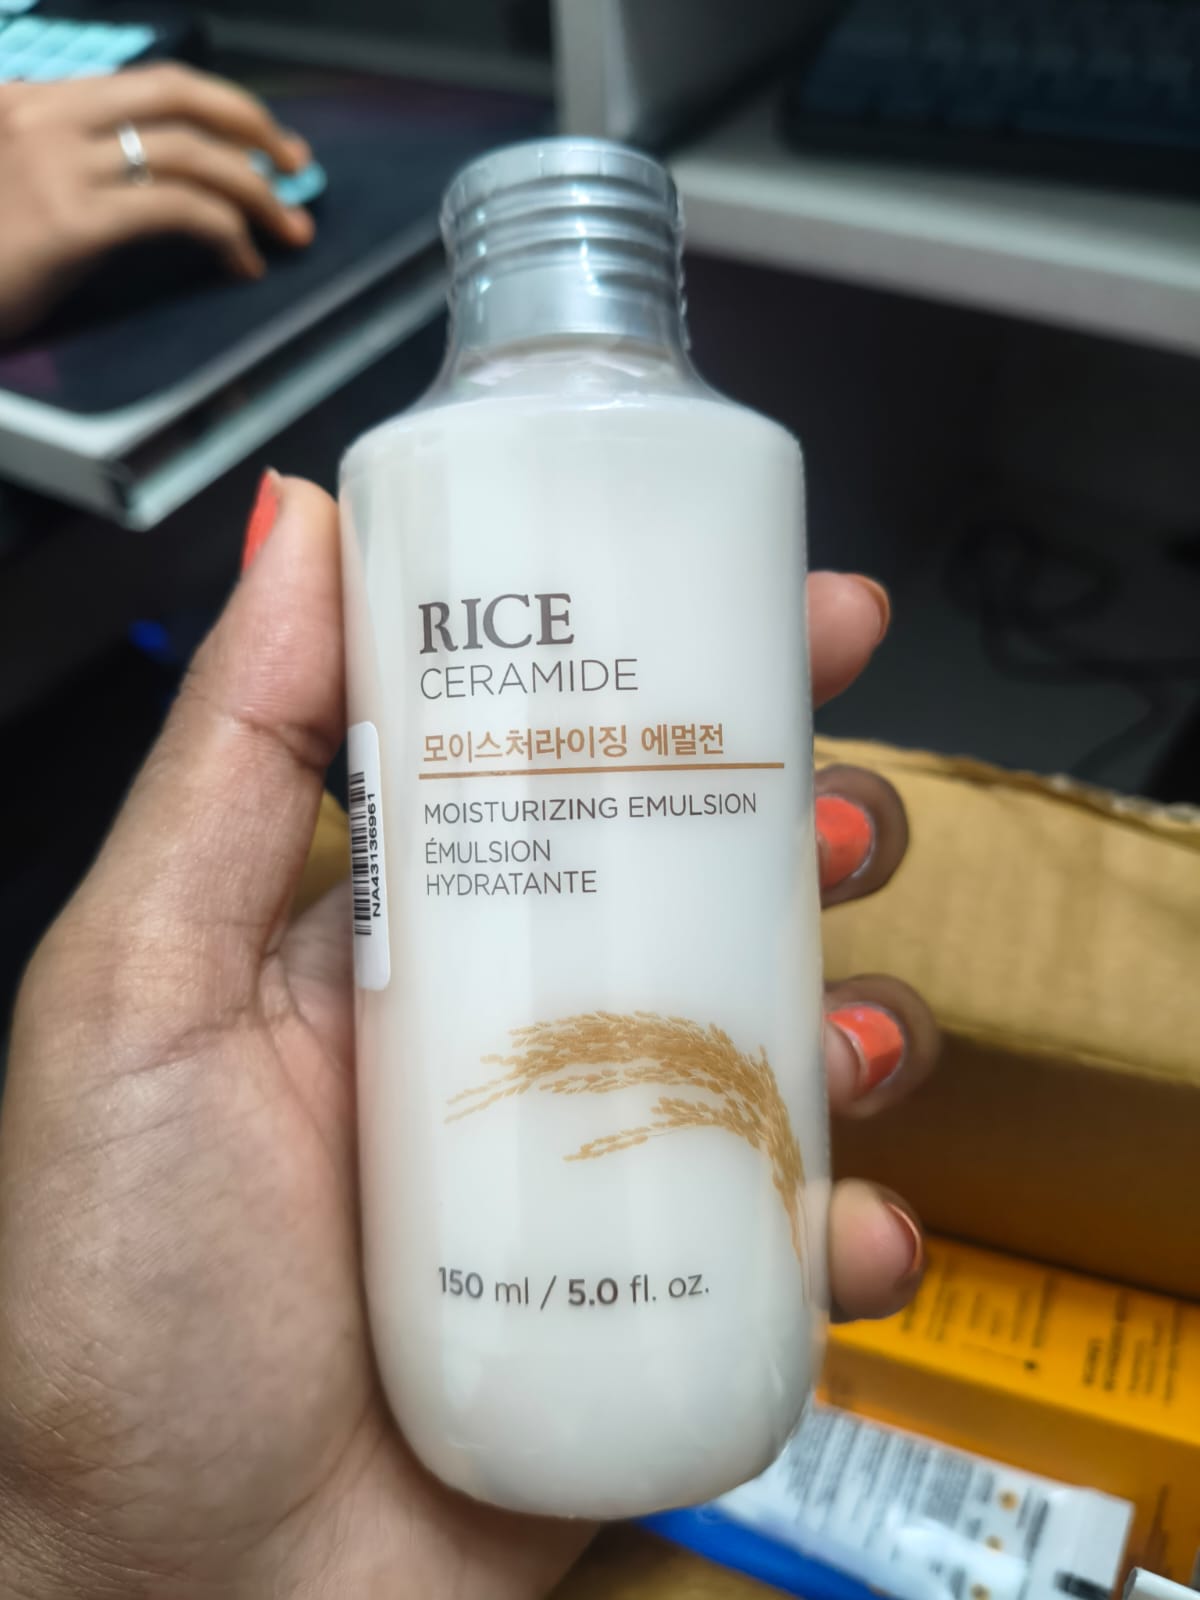 RICE
CERAMIDE
모이스처라이징 에멀전
MOISTURIZING EMULSION
ÉMULSION
HYDRATANTE
150 ml / 5.0 fl. oz.
NA43136961